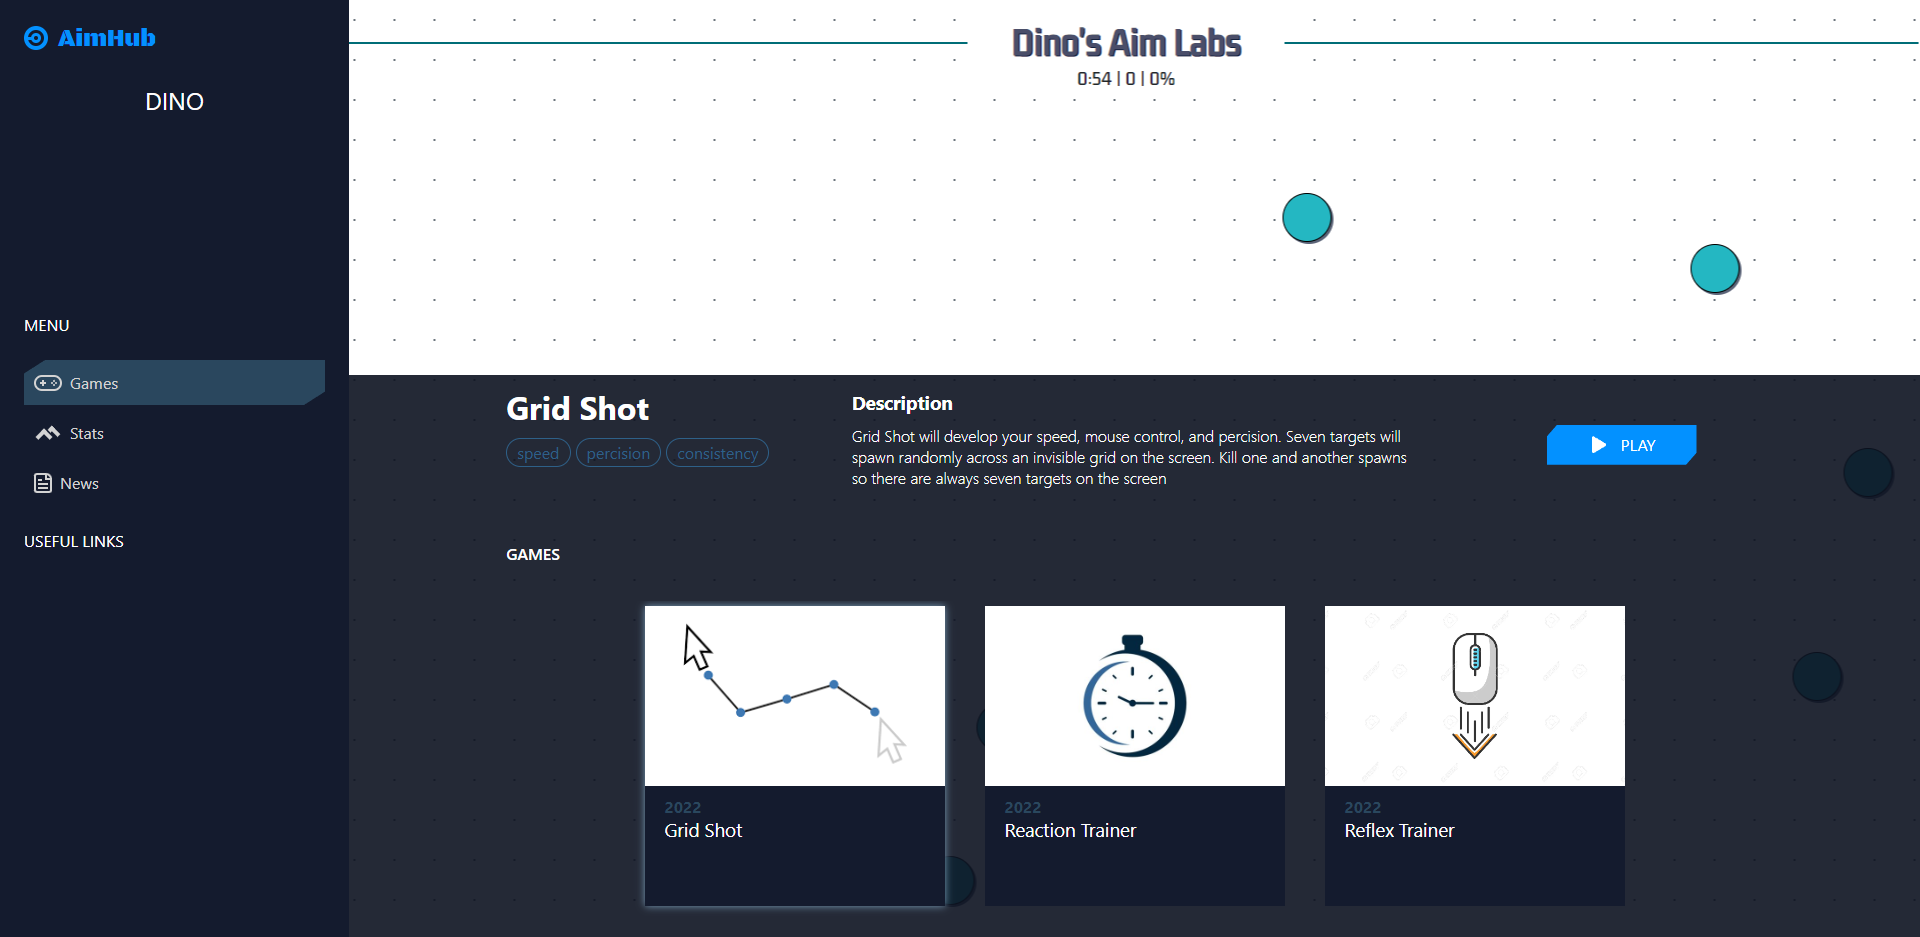 AimHub
DINO
MENU
Games
Stats
News
USEFUL LINKS
Dino's Aim Labs
0:54 | 0 | 0%
Grid Shot
speed
percision
consistency
Description
Grid Shot will develop your speed, mouse control, and percision. Seven targets will
spawn randomly across an invisible grid on the screen. Kill one and another spawns
so there are always seven targets on the screen
PLAY
GAMES
2022
Grid Shot
2022
Reaction Trainer
2022
Reflex Trainer